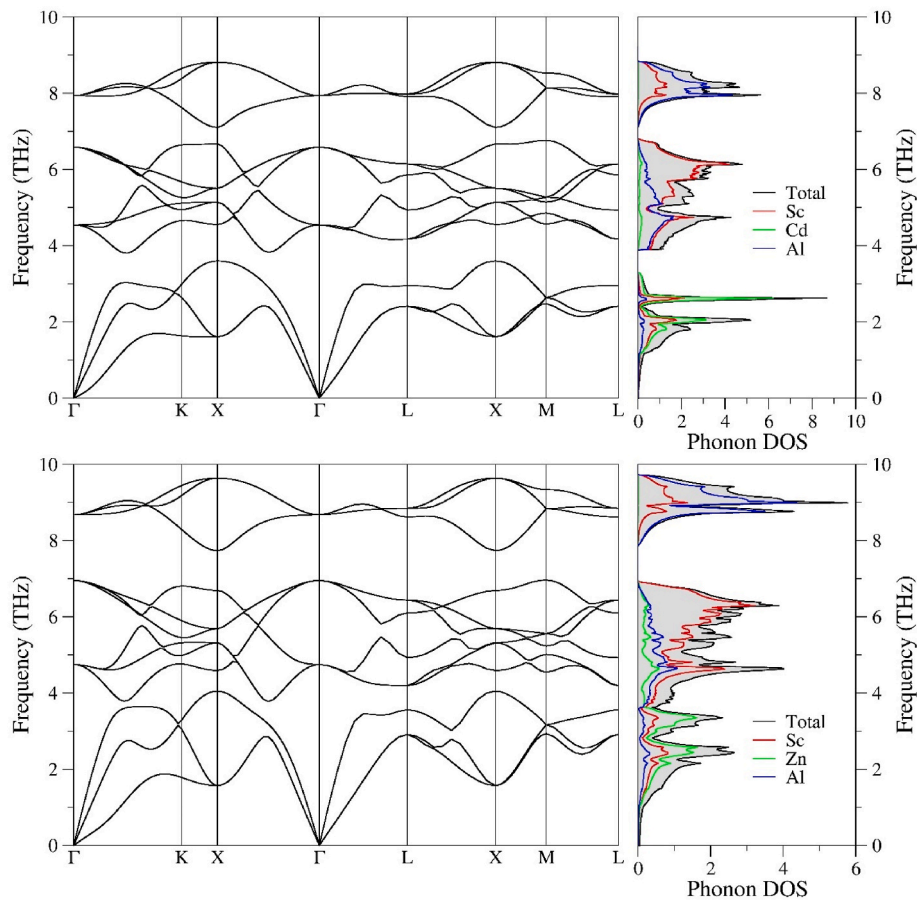 10 10
8 8
6 6
4 4
2 2
0 0
Frequency (THz)
Frequency (THz)
Total
Sc
Cd
Al
Γ K X Γ L X M L
0 2 4 6 8 10
Phonon DOS
10 10
8 8
6 6
4 4
2 2
0 0
Frequency (THz)
Frequency (THz)
Total
Sc
Zn
Al
Γ K X Γ L X M L
0 2 4 6
Phonon DOS